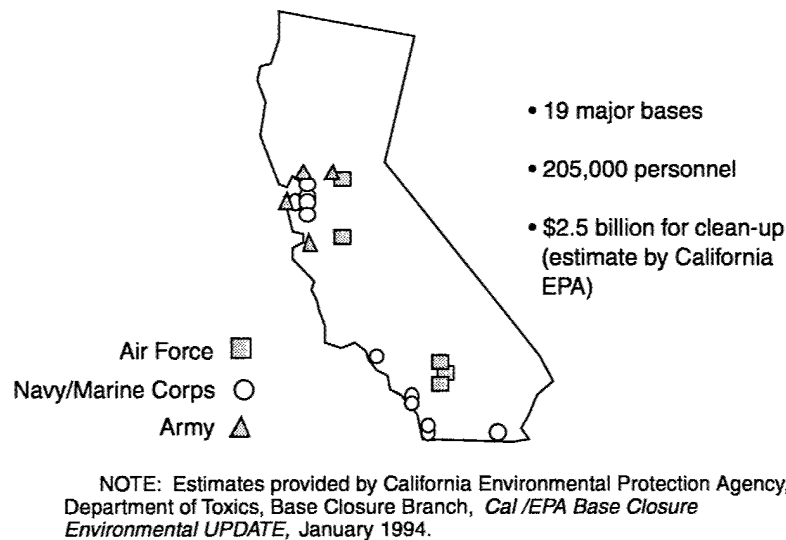 • 19 major bases
• 205,000 personnel
• $2.5 billion for clean-up
(estimate by California
EPA)
Air Force
Navy/Marine Corps
Army
NOTE: Estimates provided by California Environmental Protection Agency,
Department of Toxics, Base Closure Branch, Cal /EPA Base Closure
Environmental UPDATE, January 1994.